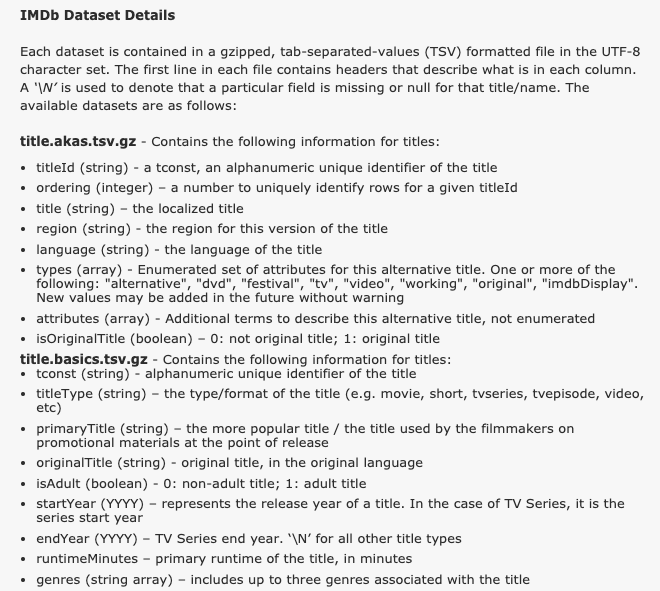 IMDb Dataset Details
Each dataset is contained in a gzipped, tab-separated-values (TSV) formatted file in the UTF-8
character set. The first line in each file contains headers that describe what is in each column.
A ‘\N’ is used to denote that a particular field is missing or null for that title/name. The
available datasets are as follows:
title.akas.tsv.gz - Contains the following information for titles:
• titleId (string) - a tconst, an alphanumeric unique identifier of the title
• ordering (integer) – a number to uniquely identify rows for a given titleId
• title (string) – the localized title
• region (string) - the region for this version of the title
• language (string) - the language of the title
• types (array) - Enumerated set of attributes for this alternative title. One or more of the
following: "alternative", "dvd", "festival", "tv", "video", "working", "original", "imdbDisplay".
New values may be added in the future without warning
• attributes (array) - Additional terms to describe this alternative title, not enumerated
• isOriginalTitle (boolean) – 0: not original title; 1: original title
title.basics.tsv.gz - Contains the following information for titles:
• tconst (string) - alphanumeric unique identifier of the title
• titleType (string) – the type/format of the title (e.g. movie, short, tvseries, tvepisode, video,
etc)
• primaryTitle (string) – the more popular title / the title used by the filmmakers on
promotional materials at the point of release
• originalTitle (string) - original title, in the original language
• isAdult (boolean) - 0: non-adult title; 1: adult title
• startYear (YYYY) – represents the release year of a title. In the case of TV Series, it is the
series start year
• endYear (YYYY) – TV Series end year. ‘\N’ for all other title types
• runtimeMinutes – primary runtime of the title, in minutes
• genres (string array) – includes up to three genres associated with the title